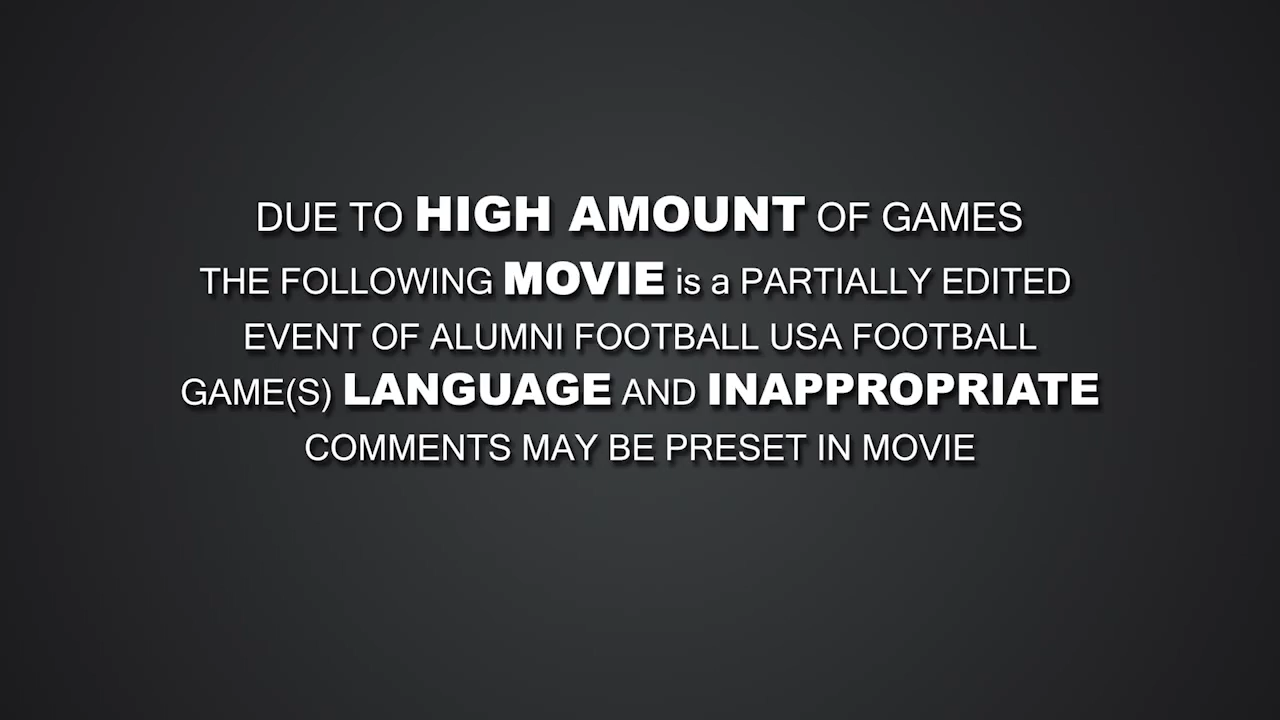 DUE TO HIGH AMOUNT OF GAMES
THE FOLLOWING MOVIE is a PARTIALLY EDITED
EVENT OF ALUMNI FOOTBALL USA FOOTBALL
GAME(S) LANGUAGE AND INAPPROPRIATE
COMMENTS MAY BE PRESET IN MOVIE